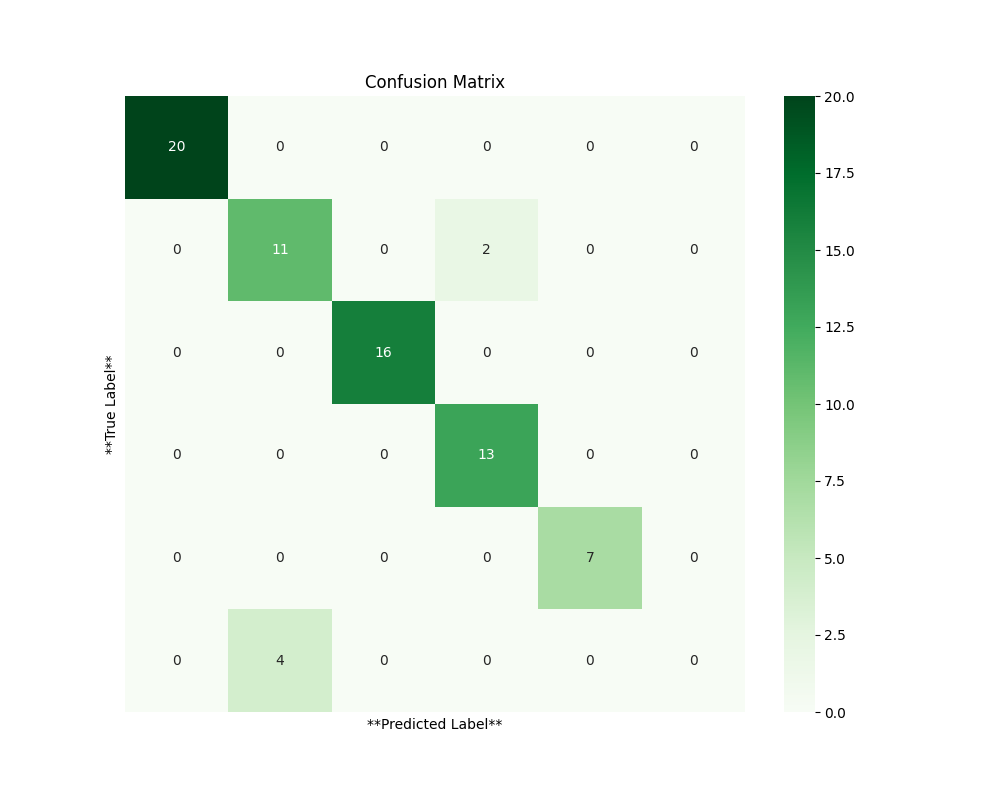 Confusion Matrix
20 0 0 0 0 0
0 11 0 2 0 0
0 0 16 0 0 0
0 0 0 13 0 0
0 0 0 0 7 0
0 4 0 0 0 0
**True Label**
**Predicted Label**
20.0
17.5
15.0
12.5
10.0
7.5
5.0
2.5
0.0